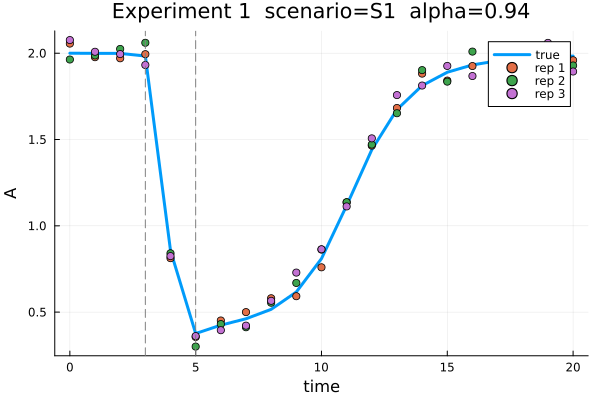 Experiment 1 scenario=S1 alpha=0.94
2.0
1.5
1.0
0.5
A
true
rep 1
rep 2
rep 3
0
5
10
15
20
time